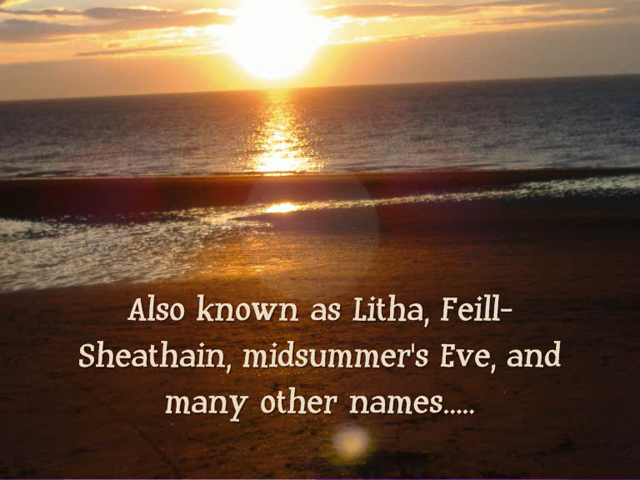 Also known as Litha, Feill-
Sheathain, midsummer's Eve, and
many other names.....